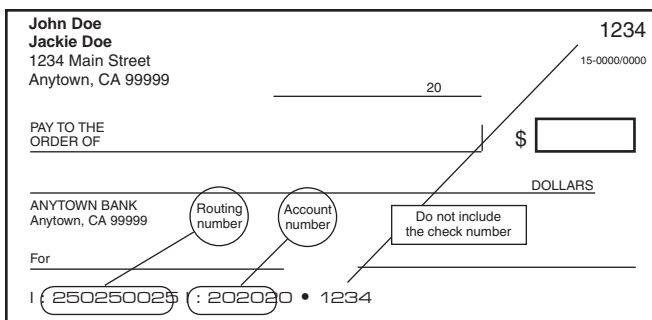 John Doe
Jackie Doe
1234 Main Street
Anytown, CA 99999
1234
15-0000/0000
20
PAY TO THE
ORDER OF
$
DOLLARS
ANYTOWN BANK
Anytown, CA 99999
Routing
number
Account
number
Do not include
the check number
For
I : 250250025 I : 202020 • 1234